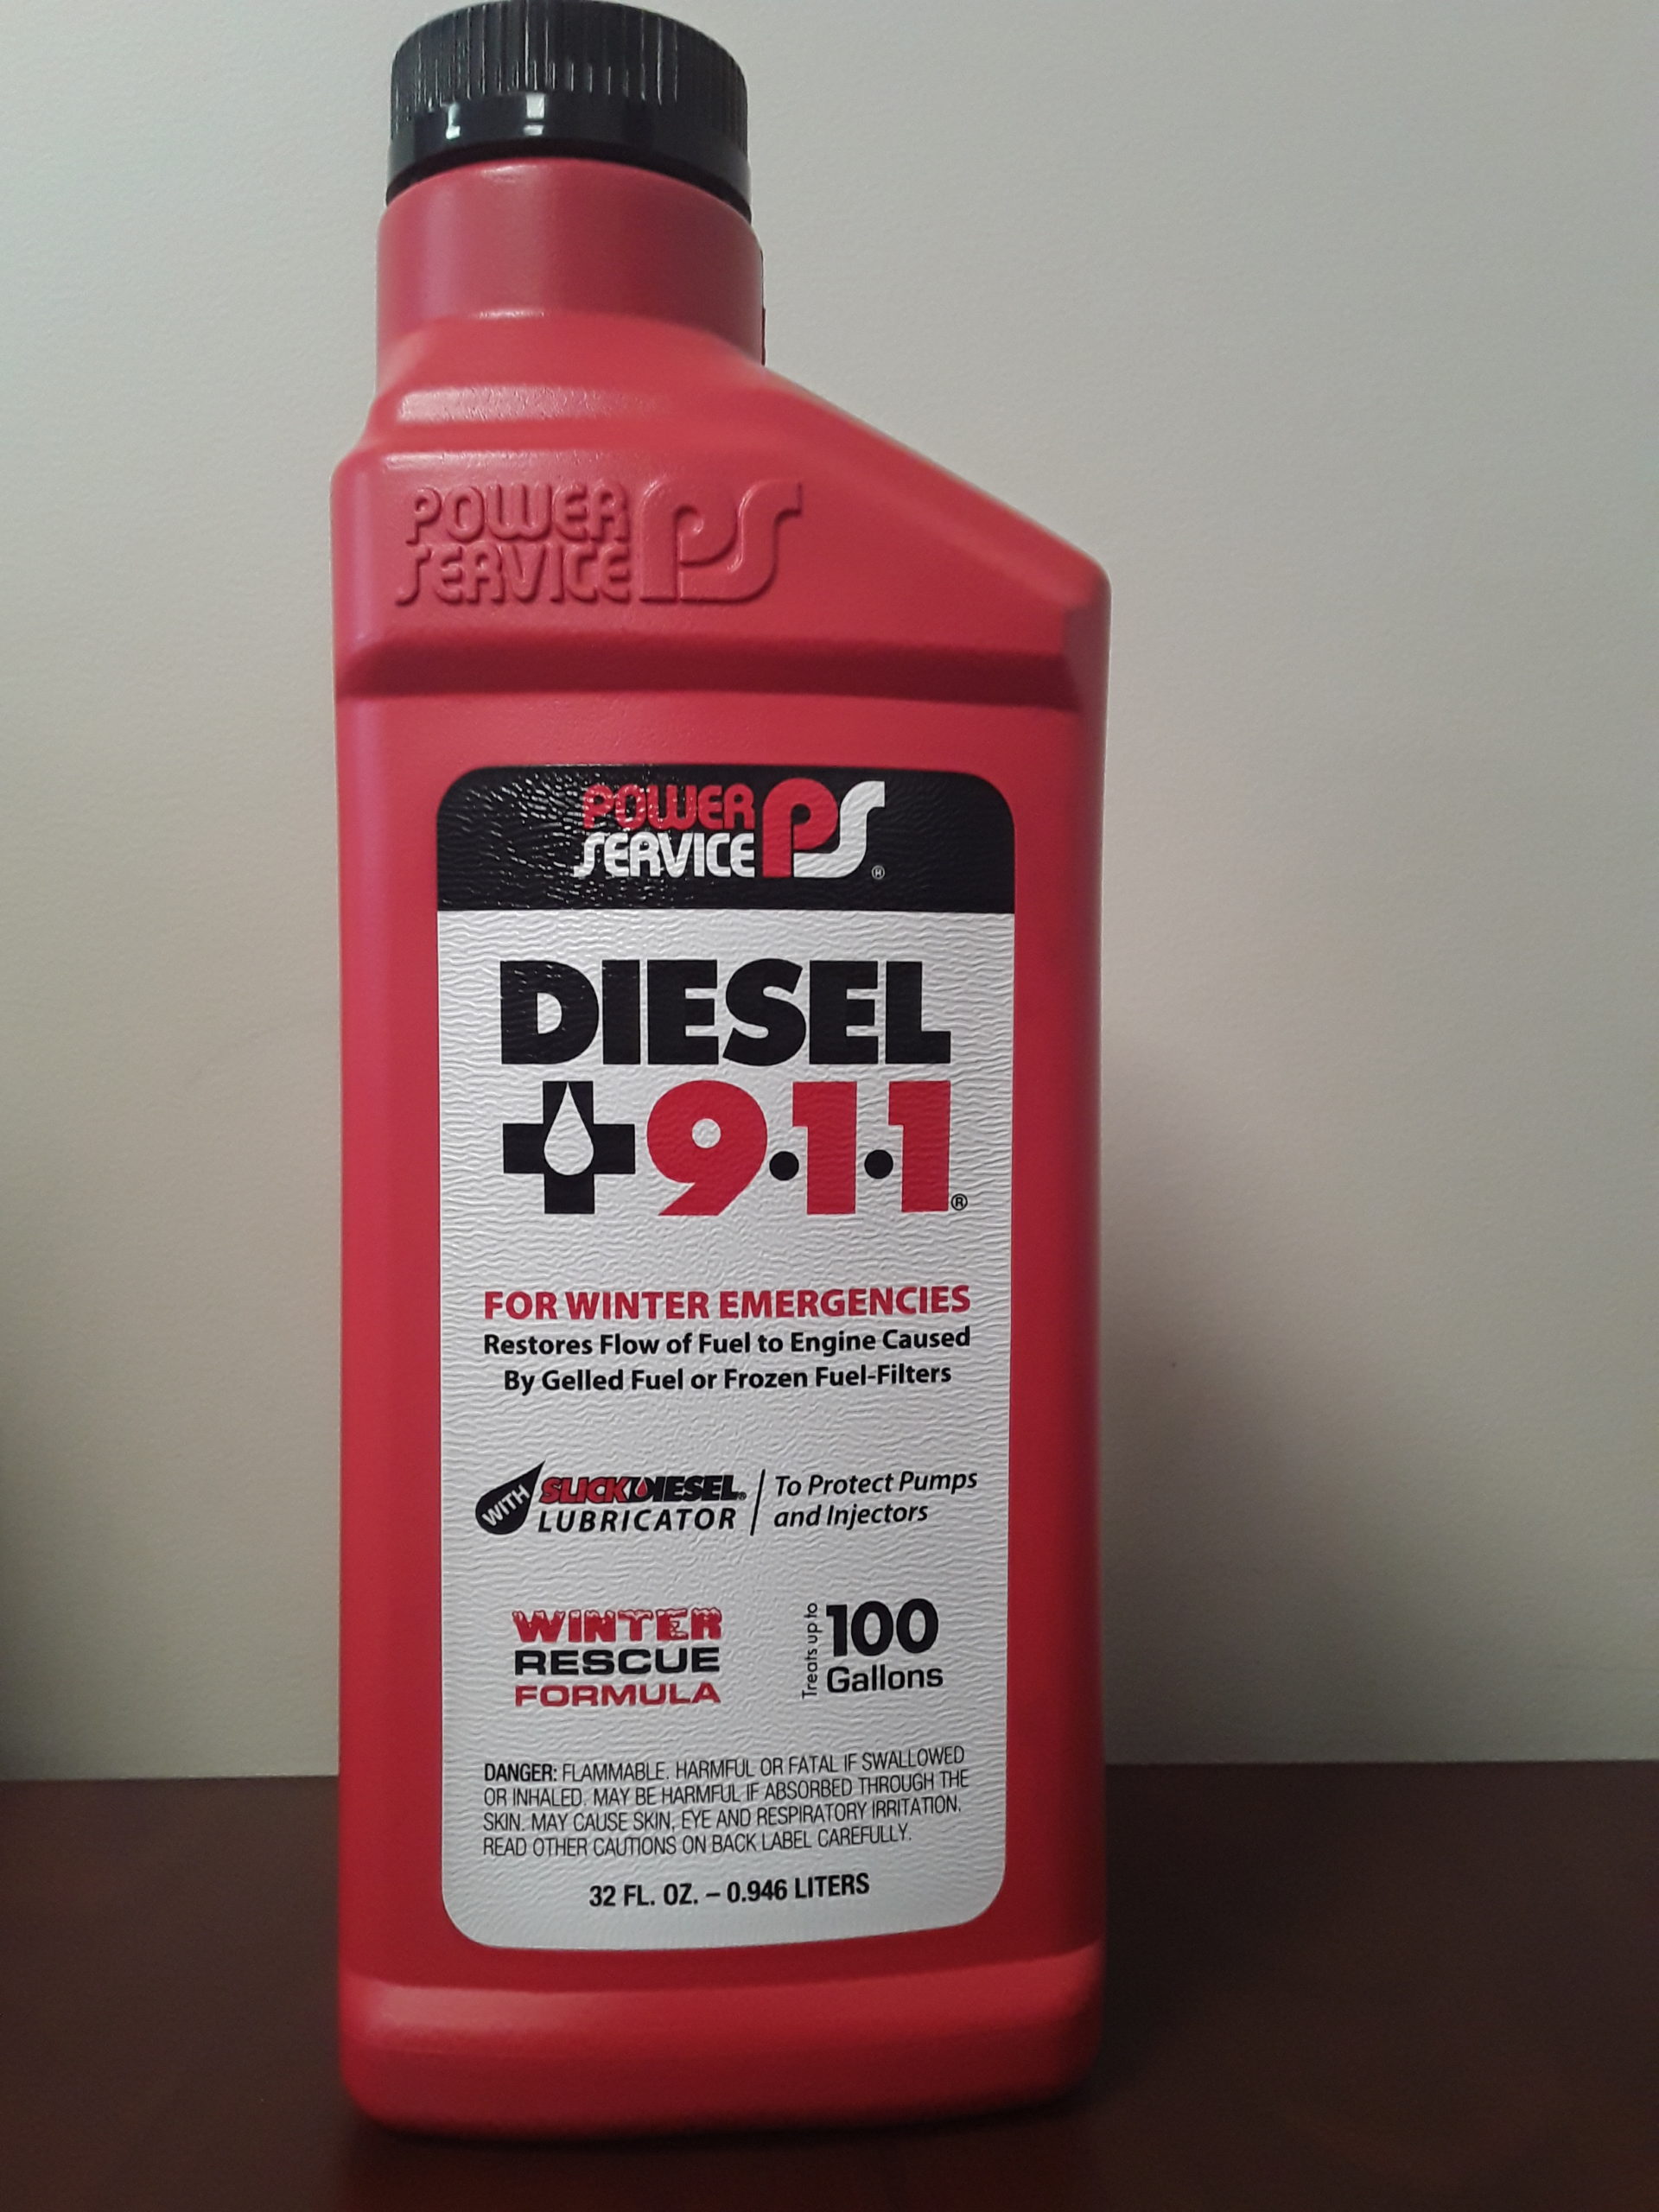 POWER
SERVICE PS
POWER
SERVICE PS®
DIESEL
9·1·1®
FOR WINTER EMERGENCIES
Restores Flow of Fuel to Engine Caused
By Gelled Fuel or Frozen Fuel-Filters
WITH SLICKDIESEL® LUBRICATOR
To Protect Pumps
and Injectors
WINTER
RESCUE
FORMULA
Treats up to
100
Gallons
DANGER: FLAMMABLE. HARMFUL OR FATAL IF SWALLOWED
OR INHALED. MAY BE HARMFUL IF ABSORBED THROUGH THE
SKIN. MAY CAUSE SKIN, EYE AND RESPIRATORY IRRITATION.
READ OTHER CAUTIONS ON BACK LABEL CAREFULLY.
32 FL. OZ. – 0.946 LITERS